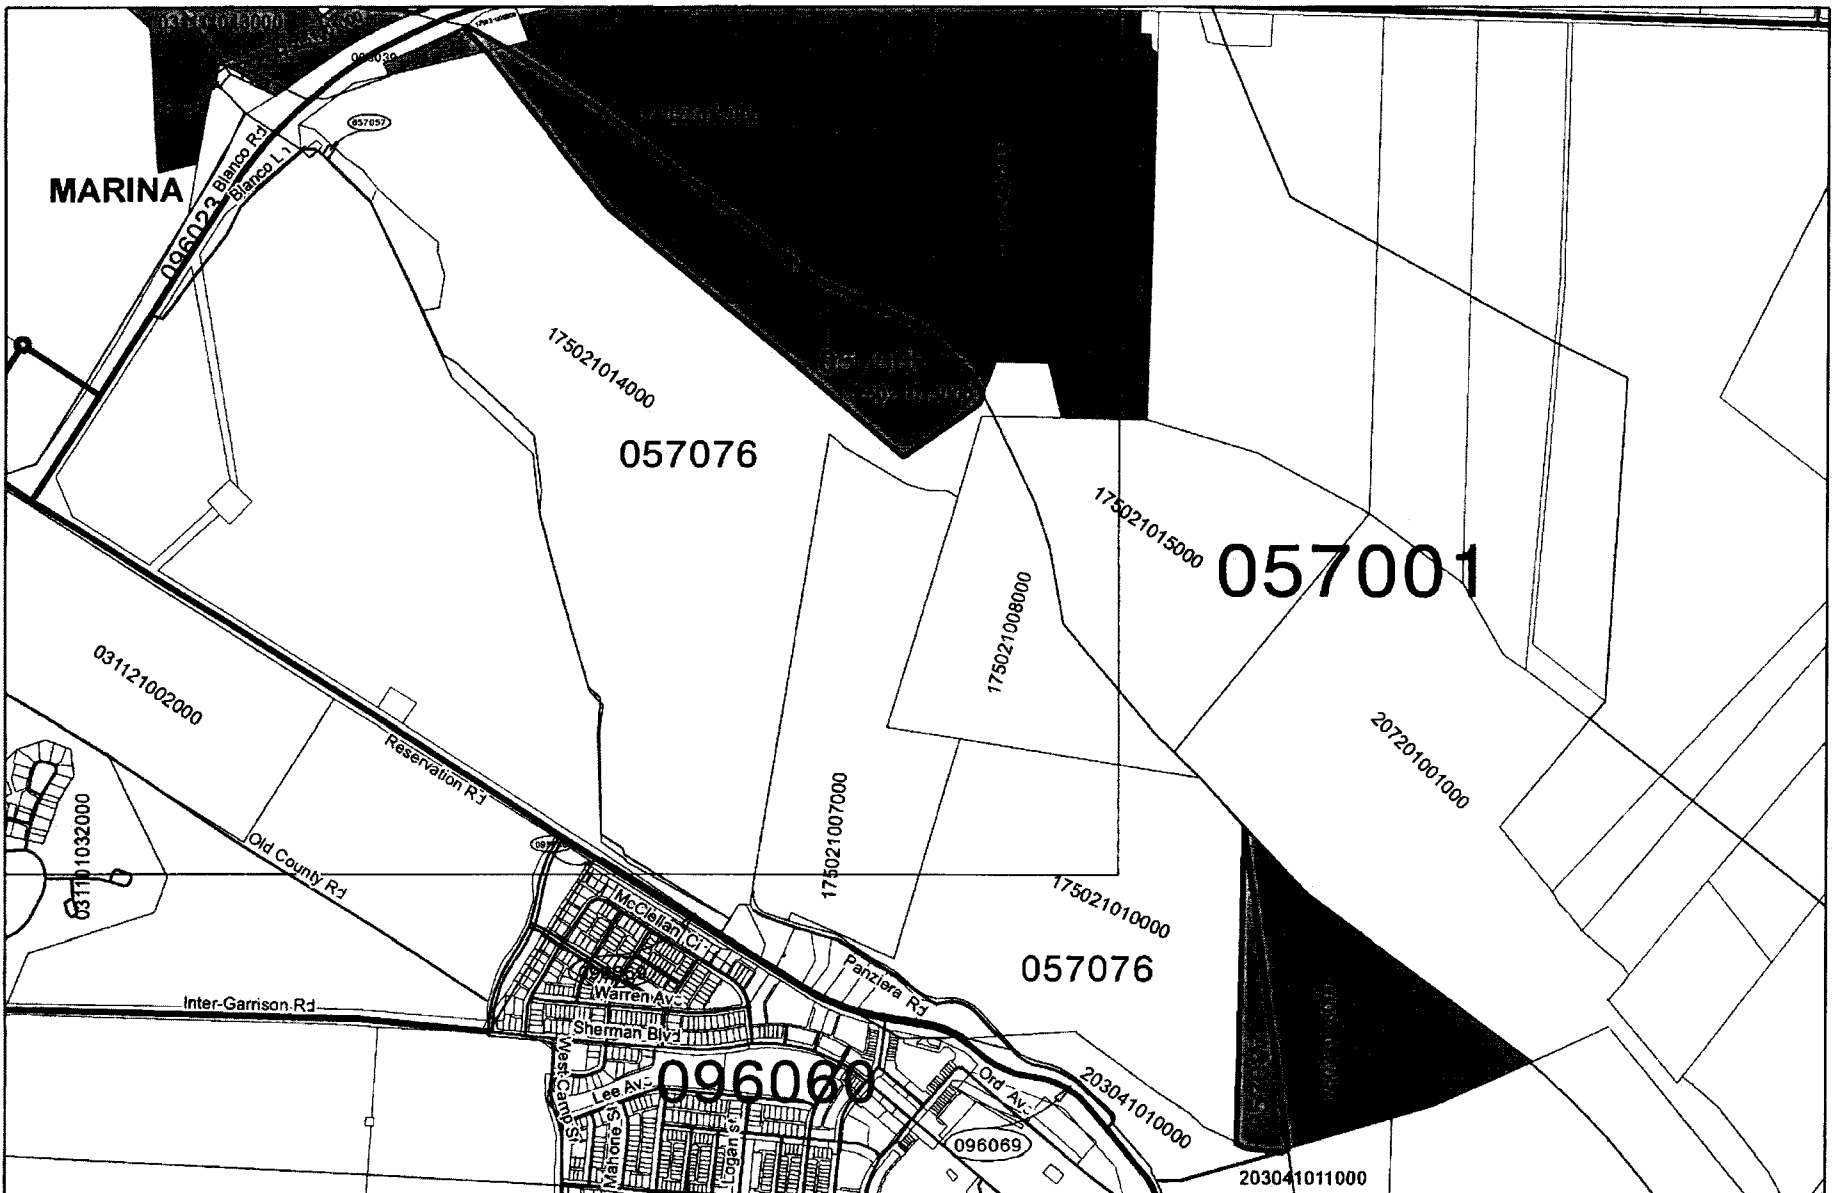 057057
MARINA
Blanco Rd
Blanco Ln
096023
175021014000
057076
175021015000
057001
175021008000
031121002000
207201001000
Reservation Rd
031101032000
175021007000
Old County Rd
McClellan Cir
175021010000
057076
Panziera Rd
Warren Ave
Inter-Garrison Rd
Sherman Blvd
West Camp St
096060
Lee Ave
Ord Ave
203041010000
Mahone St
Logan St
096069
203041011000